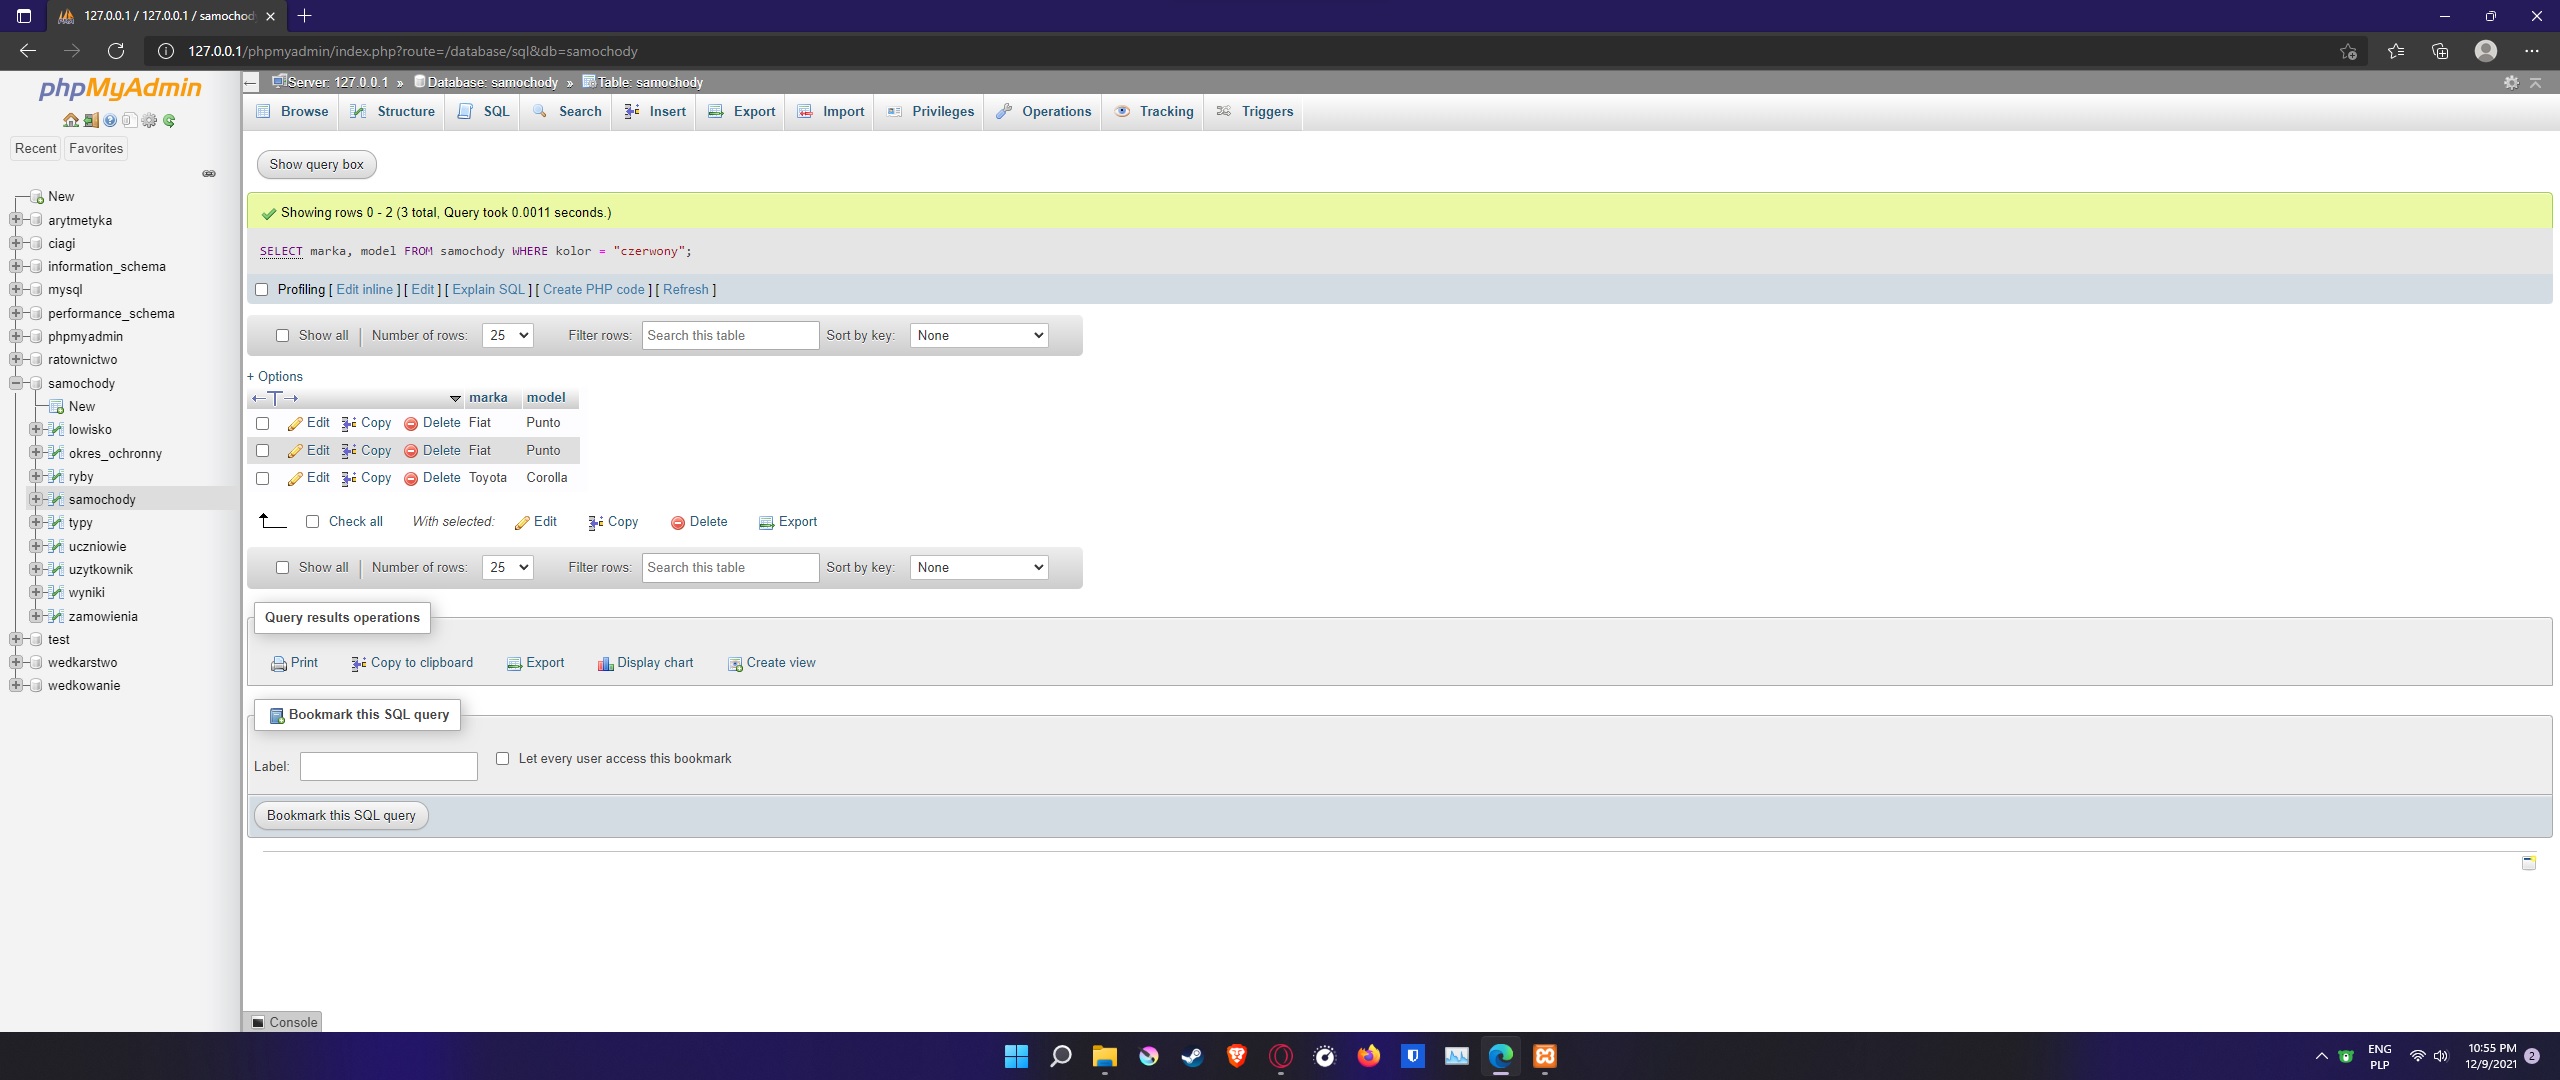 127.0.0.1 / 127.0.0.1 / samochod
127.0.0.1/phpmyadmin/index.php?route=/database/sql&db=samochody
phpMyAdmin
Recent Favorites
New
arytmetyka
ciagi
information_schema
mysql
performance_schema
phpmyadmin
ratownictwo
samochody
New
lowisko
okres_ochronny
ryby
samochody
typy
uczniowie
uzytkownik
wyniki
zamowienia
test
wedkarstwo
wedkowanie
Server: 127.0.0.1 » Database: samochody » Table: samochody
Browse Structure SQL Search Insert Export Import Privileges Operations Tracking Triggers
Show query box
Showing rows 0 - 2 (3 total, Query took 0.0011 seconds.)
SELECT marka, model FROM samochody WHERE kolor = "czerwony";
Profiling [ Edit inline ] [ Edit ] [ Explain SQL ] [ Create PHP code ] [ Refresh ]
Show all | Number of rows: 25 Filter rows: Search this table Sort by key: None
+ Options
←T→ marka model
Edit Copy Delete Fiat Punto
Edit Copy Delete Fiat Punto
Edit Copy Delete Toyota Corolla
Check all With selected: Edit Copy Delete Export
Show all | Number of rows: 25 Filter rows: Search this table Sort by key: None
Query results operations
Print Copy to clipboard Export Display chart Create view
Bookmark this SQL query
Label: Let every user access this bookmark
Bookmark this SQL query
Console
ENG 10:55 PM 2
PLP 12/9/2021